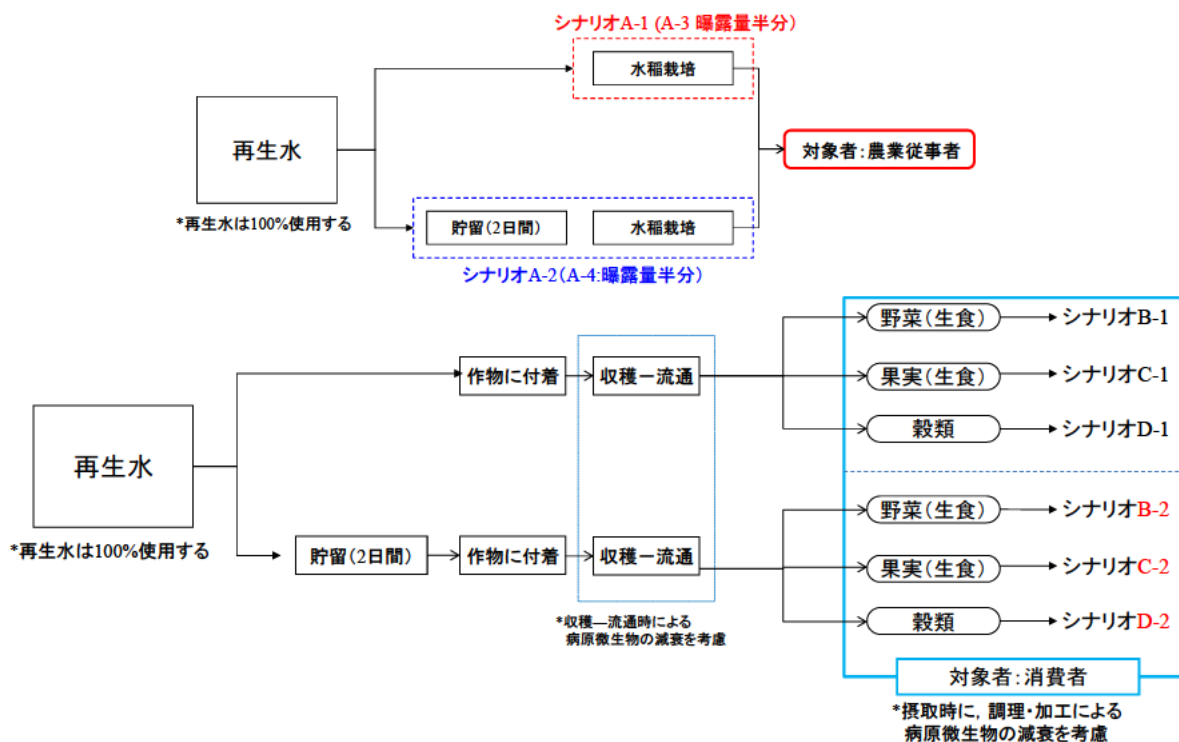 シナリオA-1 (A-3 曝露量半分)
水稲栽培
再生水
対象者：農業従事者
*再生水は100%使用する
貯留(2日間)
水稲栽培
シナリオA-2(A-4:曝露量半分)
野菜(生食)
シナリオB-1
作物に付着
収穫ー流通
果実(生食)
シナリオC-1
穀類
シナリオD-1
再生水
*再生水は100%使用する
野菜(生食)
シナリオB-2
貯留(2日間)
作物に付着
収穫ー流通
果実(生食)
シナリオC-2
穀類
シナリオD-2
*収穫―流通時による
病原微生物の減衰を考慮
対象者：消費者
*摂取時に，調理・加工による
病原微生物の減衰を考慮